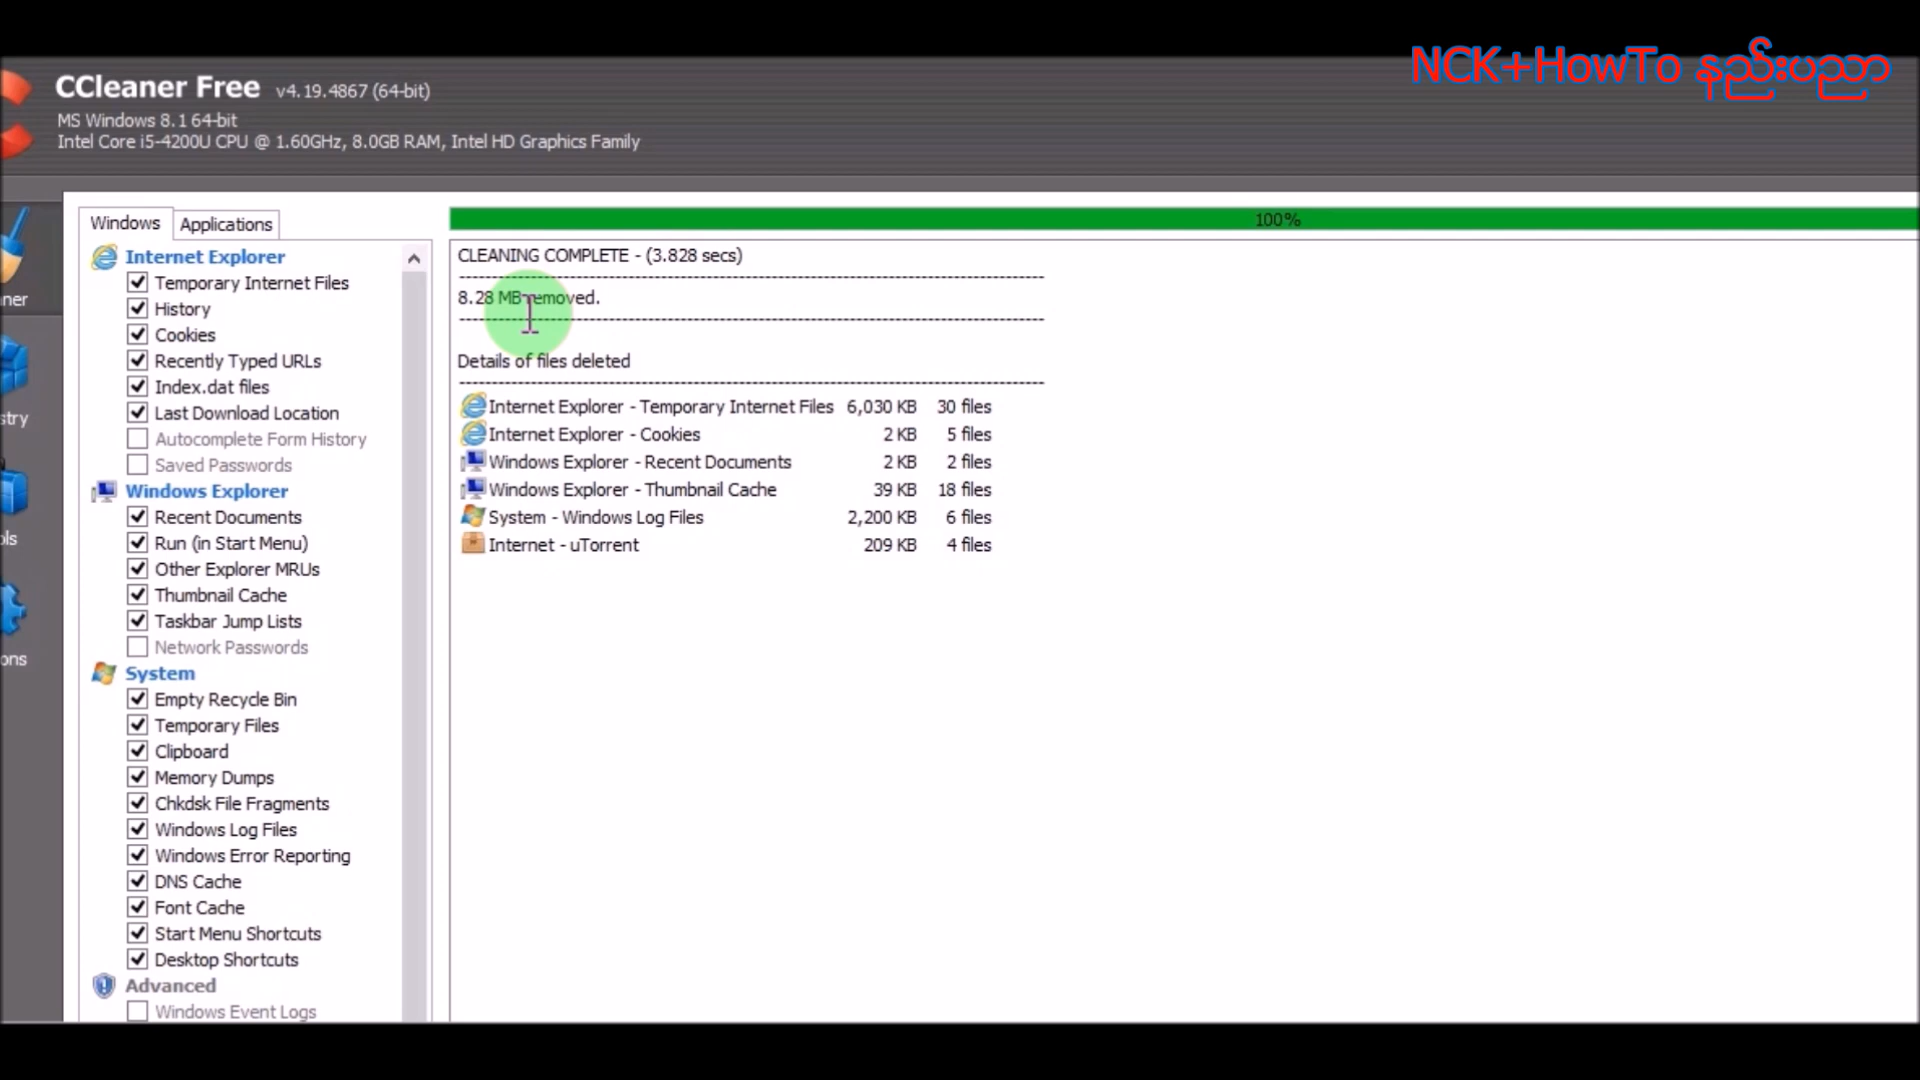 NCK+HowTo နည်းပညာ
CCleaner Free v4.19.4867 (64-bit)
MS Windows 8.1 64-bit
Intel Core i5-4200U CPU @ 1.60GHz, 8.0GB RAM, Intel HD Graphics Family
Windows
Applications
Internet Explorer
Temporary Internet Files
History
Cookies
Recently Typed URLs
Index.dat files
Last Download Location
Autocomplete Form History
Saved Passwords
Windows Explorer
Recent Documents
Run (in Start Menu)
Other Explorer MRUs
Thumbnail Cache
Taskbar Jump Lists
Network Passwords
System
Empty Recycle Bin
Temporary Files
Clipboard
Memory Dumps
Chkdsk File Fragments
Windows Log Files
Windows Error Reporting
DNS Cache
Font Cache
Start Menu Shortcuts
Desktop Shortcuts
Advanced
Windows Event Logs
100%
CLEANING COMPLETE - (3.828 secs)
8.28 MB removed.
Details of files deleted
Internet Explorer - Temporary Internet Files 6,030 KB 30 files
Internet Explorer - Cookies 2 KB 5 files
Windows Explorer - Recent Documents 2 KB 2 files
Windows Explorer - Thumbnail Cache 39 KB 18 files
System - Windows Log Files 2,200 KB 6 files
Internet - uTorrent 209 KB 4 files
ner
stry
ols
ons